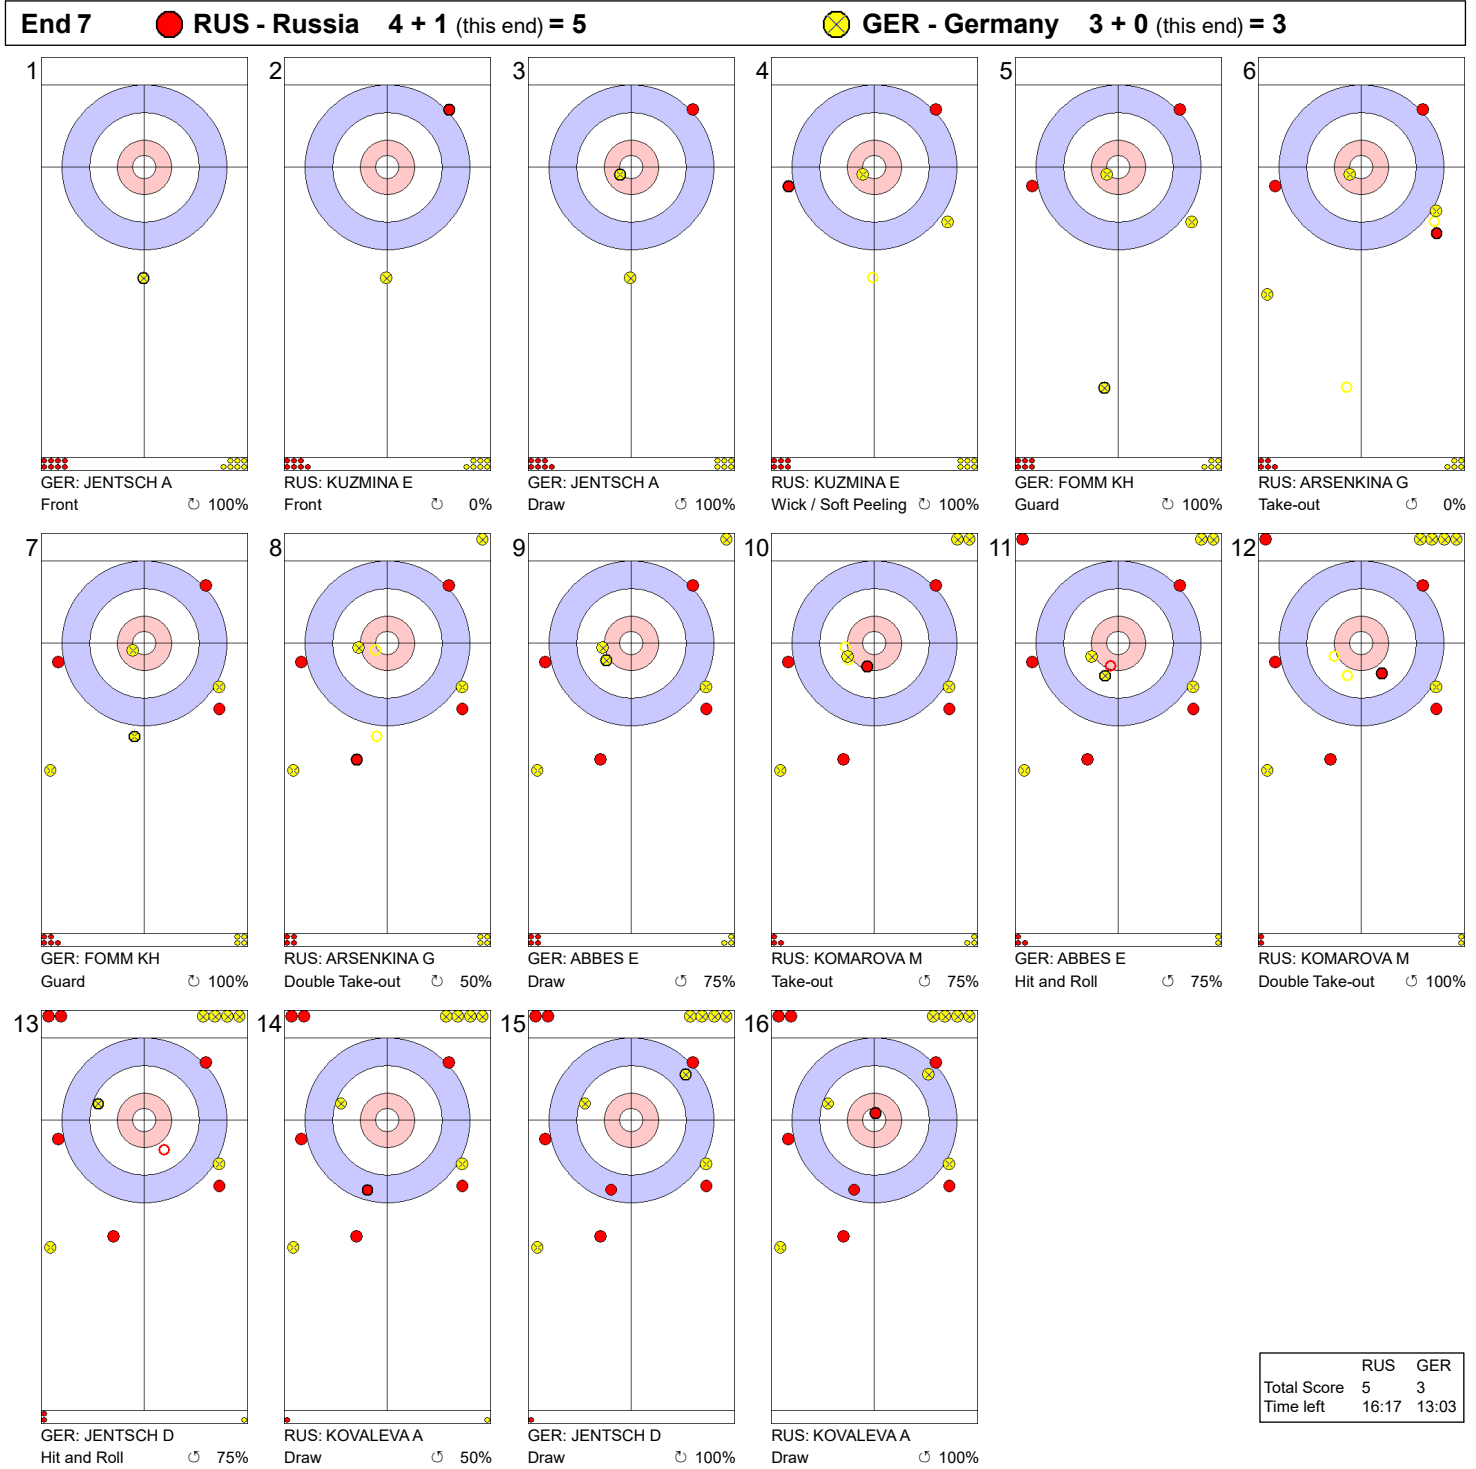 End 7 RUS - Russia 4 + 1 (this end) = 5 GER - Germany 3 + 0 (this end) = 3
1 2 3 4 5 6
GER: JENTSCH A RUS: KUZMINA E GER: JENTSCH A RUS: KUZMINA E GER: FOMM KH RUS: ARSENKINA G
Front ↻ 100% Front ↻ 0% Draw ↺ 100% Wick / Soft Peeling ↻ 100% Guard ↻ 100% Take-out ↺ 0%
7 8 9 10 11 12
GER: FOMM KH RUS: ARSENKINA G GER: ABBES E RUS: KOMAROVA M GER: ABBES E RUS: KOMAROVA M
Guard ↻ 100% Double Take-out ↻ 50% Draw ↺ 75% Take-out ↺ 75% Hit and Roll ↺ 75% Double Take-out ↺ 100%
13 14 15 16
RUS GER
Total Score 5 3
Time left 16:17 13:03
GER: JENTSCH D RUS: KOVALEVA A GER: JENTSCH D RUS: KOVALEVA A
Hit and Roll ↺ 75% Draw ↺ 50% Draw ↺ 100% Draw ↺ 100%